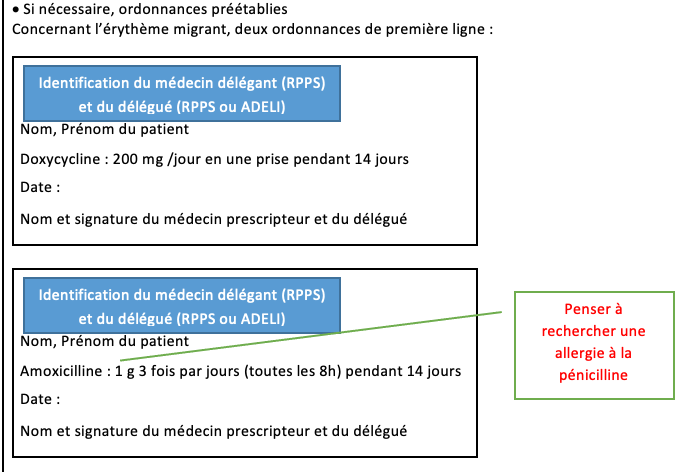 • Si nécessaire, ordonnances préétablies
Concernant l’érythème migrant, deux ordonnances de première ligne :
Identification du médecin délégant (RPPS)
et du délégué (RPPS ou ADELI)
Nom, Prénom du patient
Doxycycline : 200 mg /jour en une prise pendant 14 jours
Date :
Nom et signature du médecin prescripteur et du délégué
Identification du médecin délégant (RPPS)
et du délégué (RPPS ou ADELI)
Nom, Prénom du patient
Amoxicilline : 1 g 3 fois par jours (toutes les 8h) pendant 14 jours
Date :
Nom et signature du médecin prescripteur et du délégué
Penser à
rechercher une
allergie à la
pénicilline